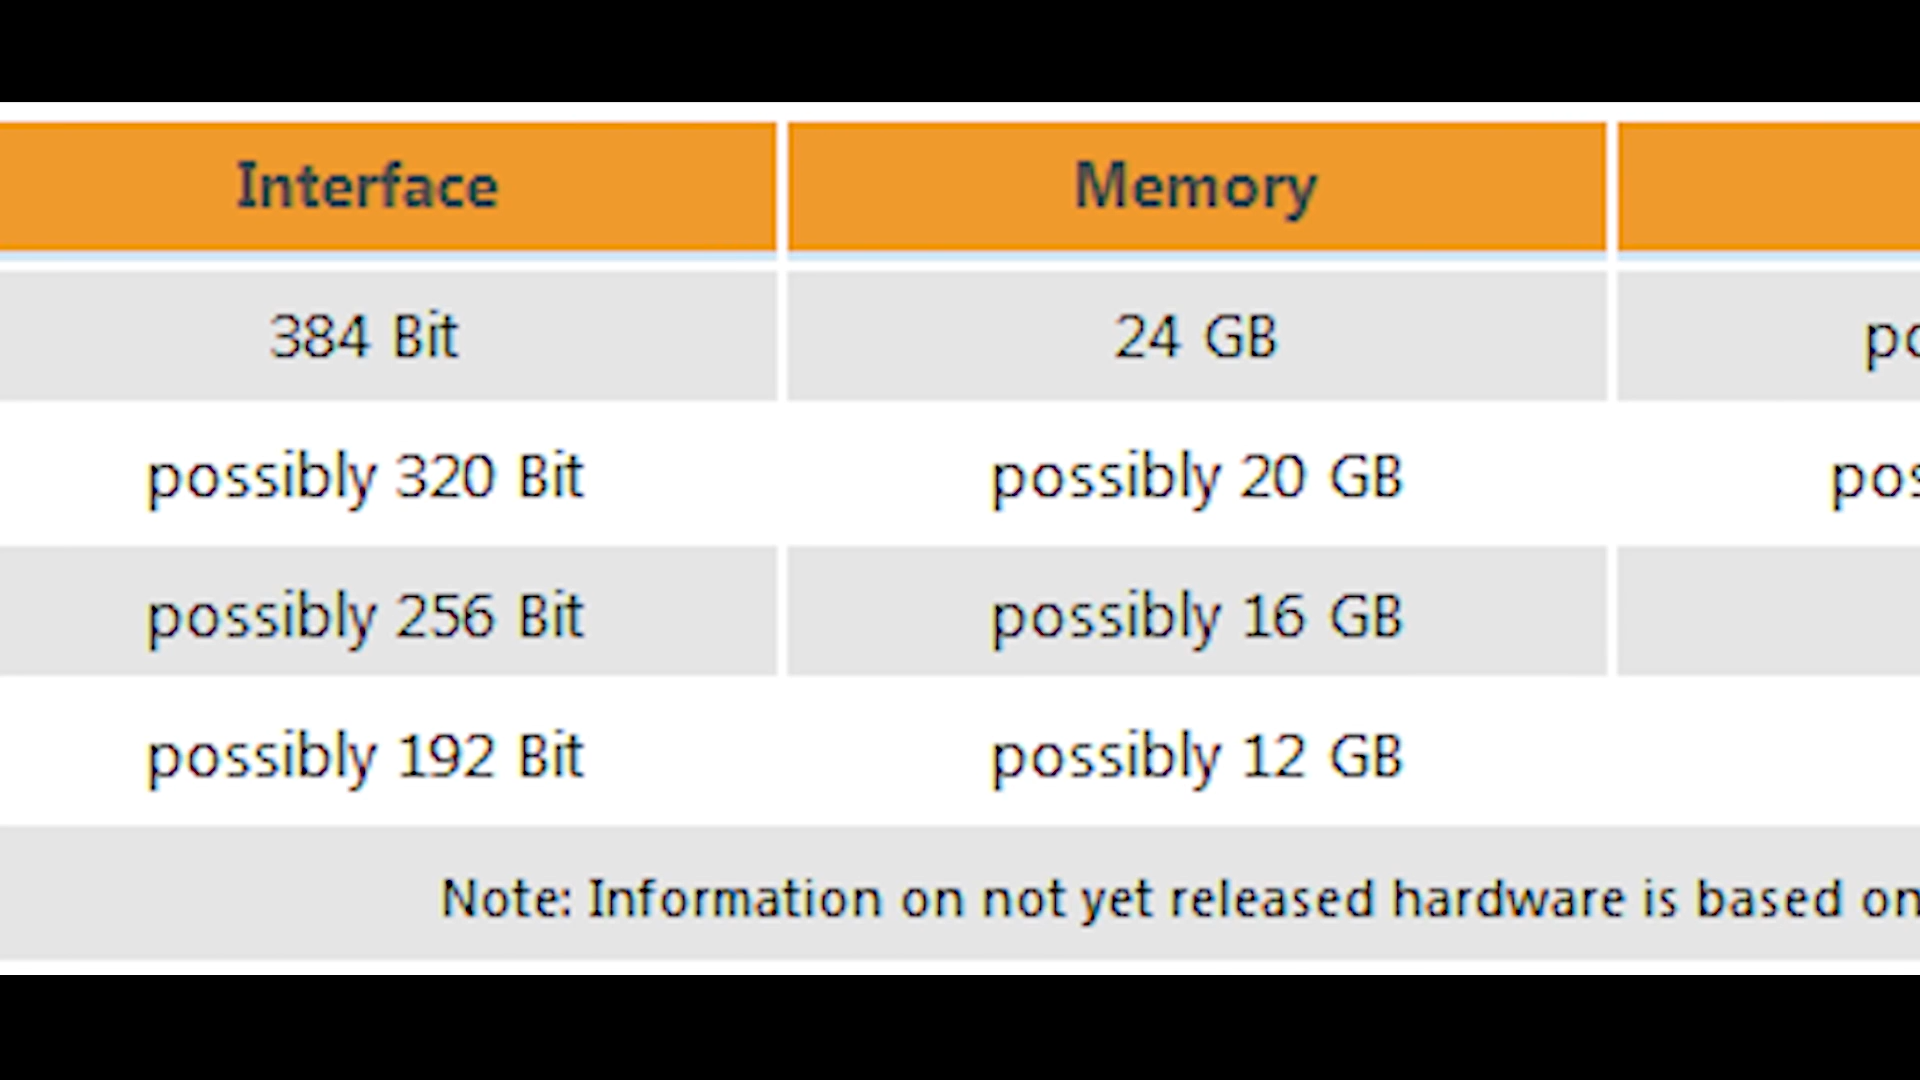 Interface Memory
384 Bit 24 GB
possibly 320 Bit possibly 20 GB
possibly 256 Bit possibly 16 GB
possibly 192 Bit possibly 12 GB
Note: Information on not yet released hardware is based on